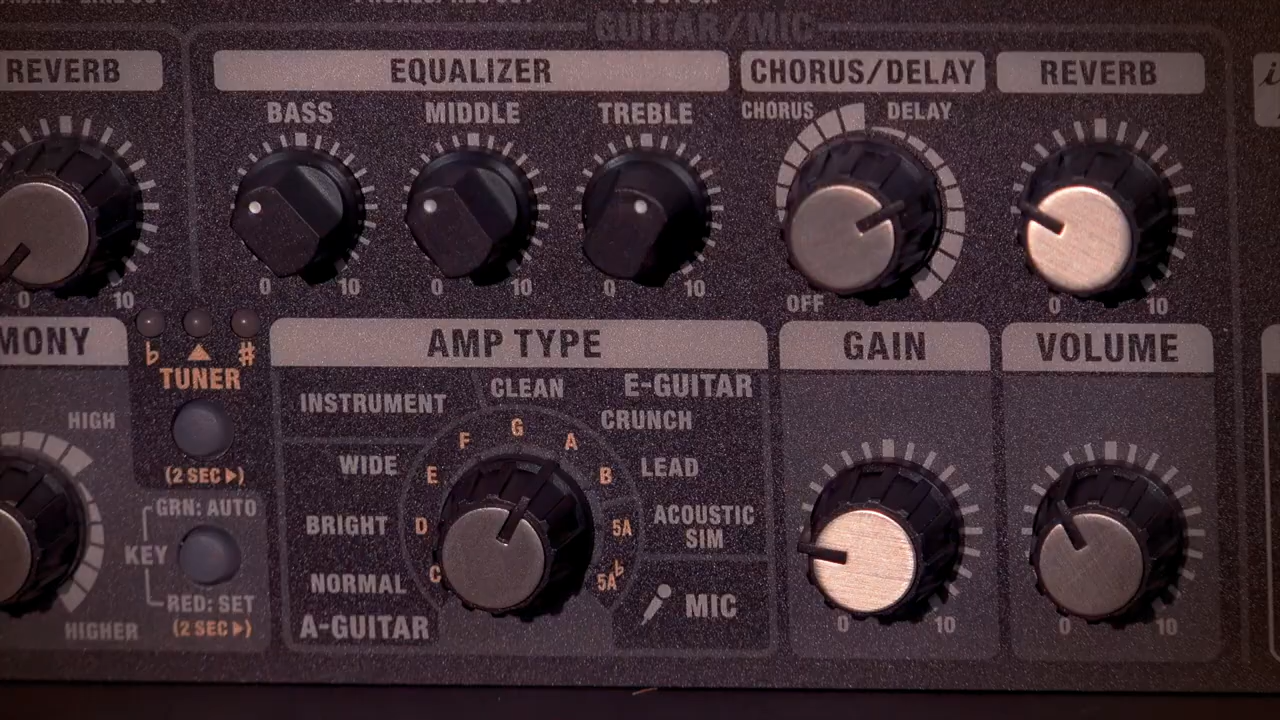 GUITAR/MIC
REVERB
EQUALIZER
CHORUS/DELAY
REVERB
BASS
MIDDLE
TREBLE
CHORUS
DELAY
0
10
0
10
0
10
0
10
OFF
0
10
MONY
♭ ▲ #
TUNER
(2 SEC ▶)
HIGH
GRN: AUTO
KEY
RED: SET
(2 SEC ▶)
HIGHER
AMP TYPE
INSTRUMENT
CLEAN
E-GUITAR
CRUNCH
WIDE
LEAD
BRIGHT
ACOUSTIC
SIM
NORMAL
MIC
A-GUITAR
C
D
E
F
G
A
B
5A
5A♭
GAIN
0
10
VOLUME
0
10